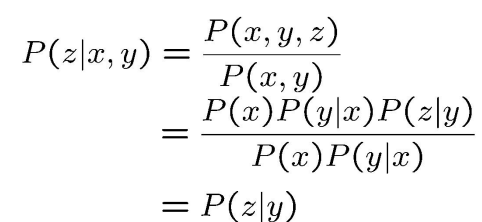 P(z|x, y) = P(x, y, z) / P(x, y)
= P(x)P(y|x)P(z|y) / P(x)P(y|x)
= P(z|y)